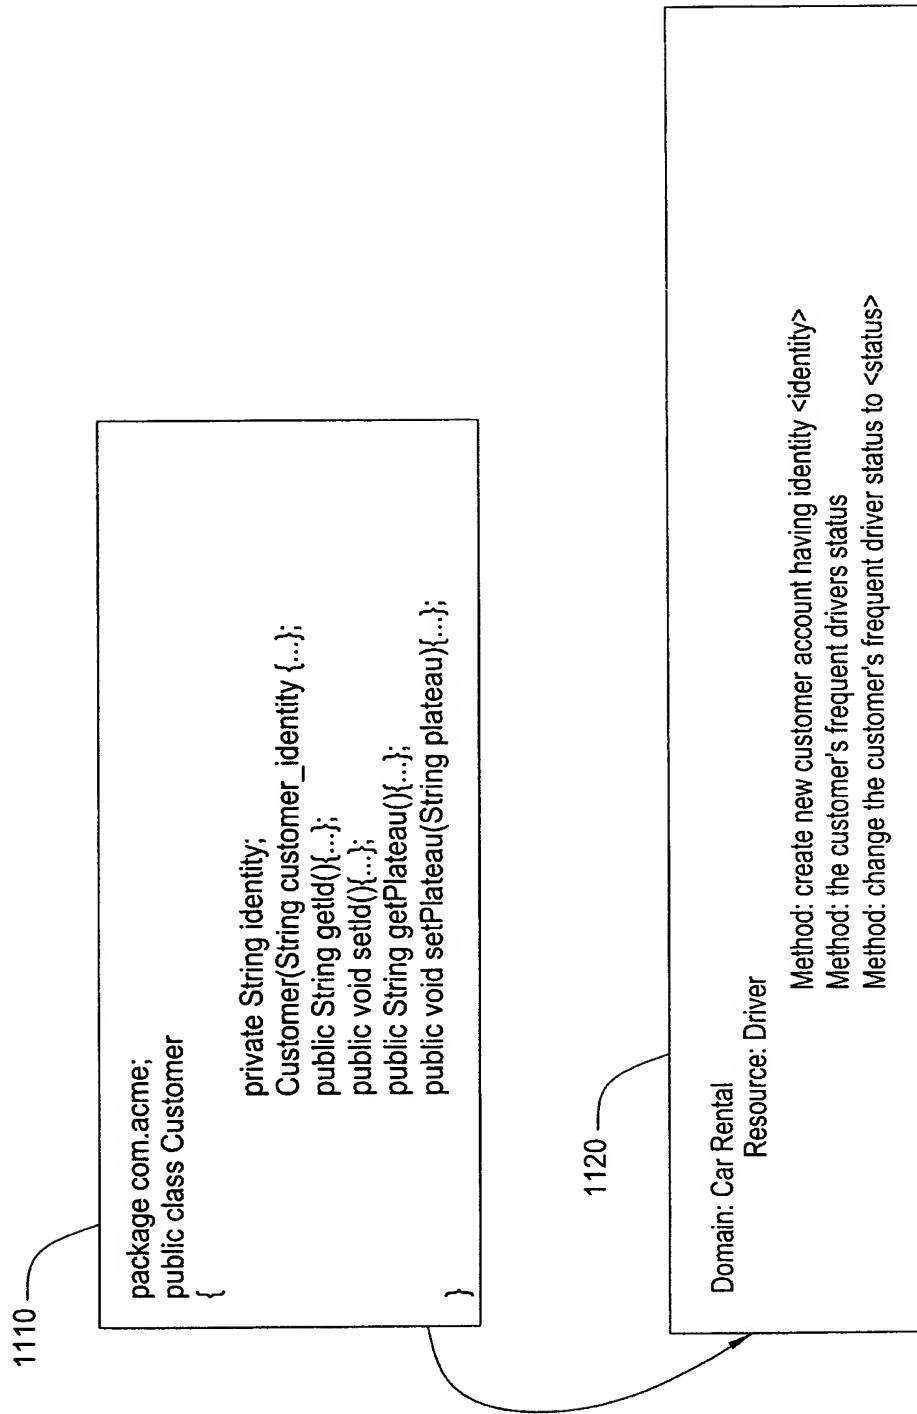 1110
package com.acme;
public class Customer
{
private String identity;
Customer(String customer_identity {...};
public String getId(){...};
public void setId(){...};
public String getPlateau(){...};
public void setPlateau(String plateau){...};
}
1120
Domain: Car Rental
Resource: Driver
Method: create new customer account having identity <identity>
Method: the customer's frequent drivers status
Method: change the customer's frequent driver status to <status>